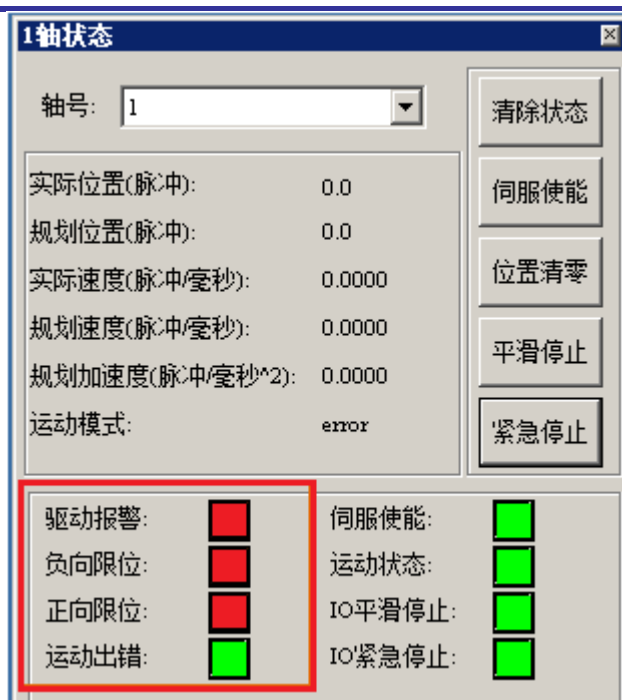 1轴状态
轴号: 1
清除状态
实际位置(脉冲): 0.0
伺服使能
规划位置(脉冲): 0.0
实际速度(脉冲/毫秒): 0.0000
位置清零
规划速度(脉冲/毫秒): 0.0000
平滑停止
规划加速度(脉冲/毫秒^2): 0.0000
运动模式: error
紧急停止
驱动报警: 伺服使能:
负向限位: 运动状态:
正向限位: IO平滑停止:
运动出错: IO紧急停止: